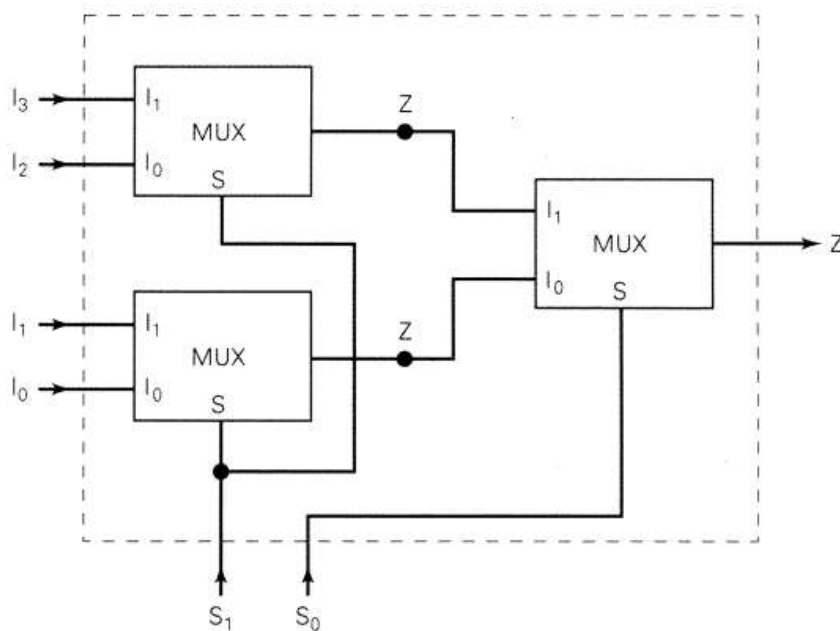 I₃ I₁ Z
MUX
I₂ I₀
S
I₁
MUX Z
I₀
S
I₁ I₁ Z
MUX
I₀ I₀
S
S₁ S₀